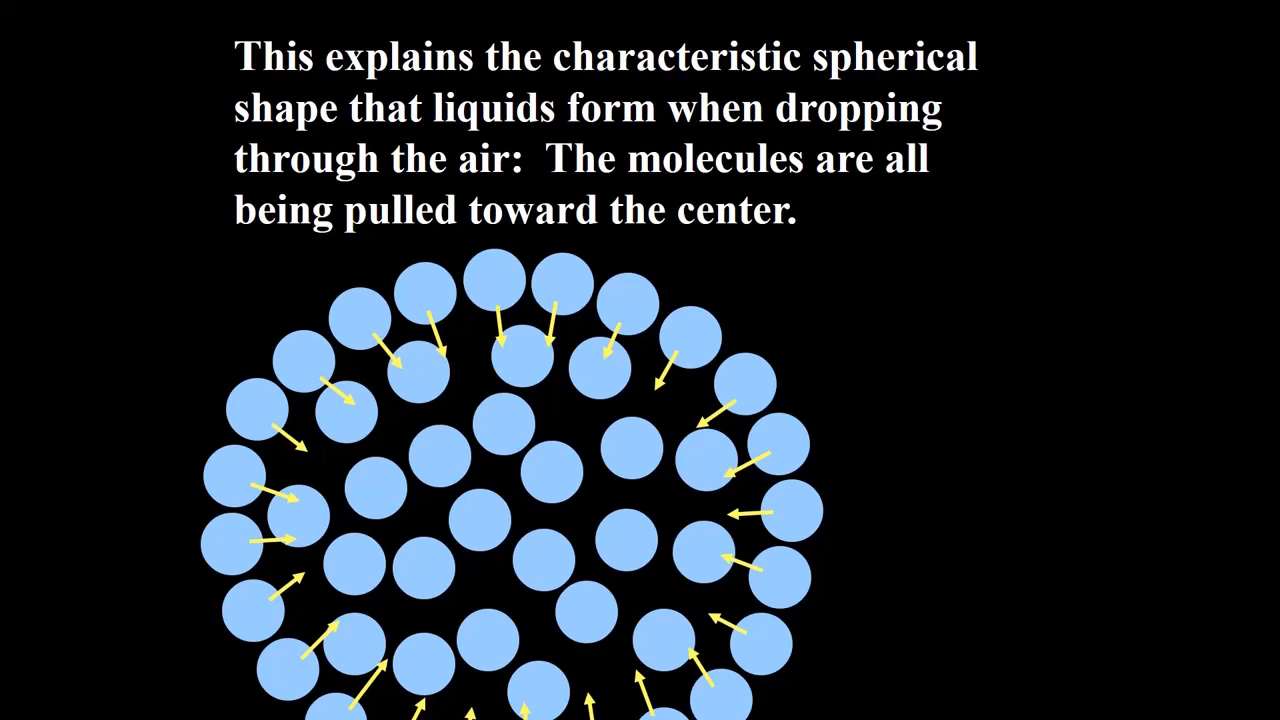 This explains the characteristic spherical
shape that liquids form when dropping
through the air:  The molecules are all
being pulled toward the center.